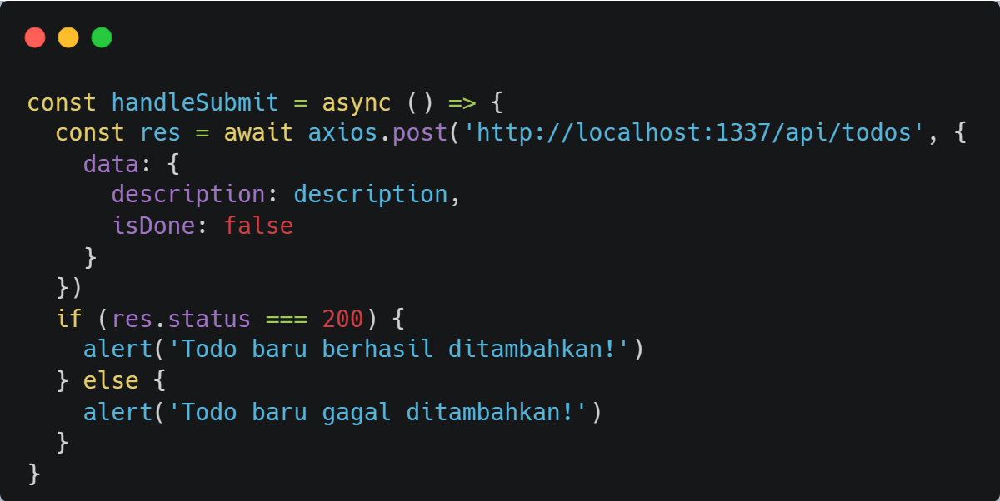 const handleSubmit = async () => {
  const res = await axios.post('http://localhost:1337/api/todos', {
    data: {
      description: description,
      isDone: false
    }
  })
  if (res.status === 200) {
    alert('Todo baru berhasil ditambahkan!')
  } else {
    alert('Todo baru gagal ditambahkan!')
  }
}